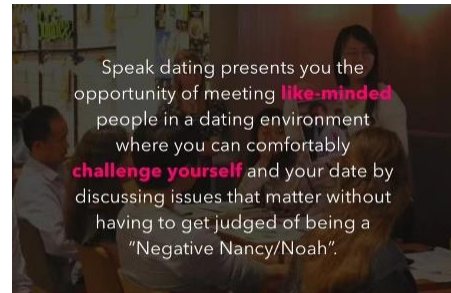 Speak dating presents you the
opportunity of meeting like-minded
people in a dating environment
where you can comfortably
challenge yourself and your date by
discussing issues that matter without
having to get judged of being a
“Negative Nancy/Noah”.